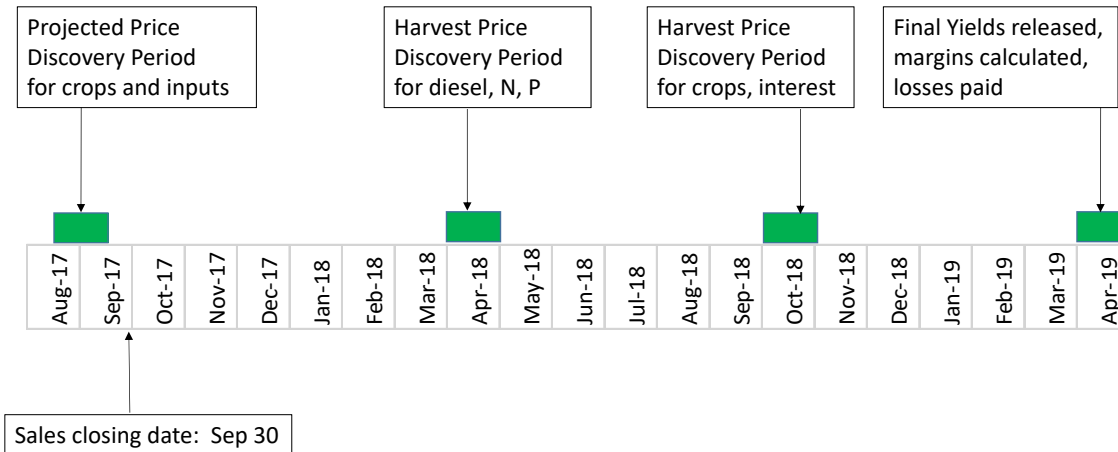 Projected Price
Discovery Period
for crops and inputs
Harvest Price
Discovery Period
for diesel, N, P
Harvest Price
Discovery Period
for crops, interest
Final Yields released,
margins calculated,
losses paid
Aug-17
Sep-17
Oct-17
Nov-17
Dec-17
Jan-18
Feb-18
Mar-18
Apr-18
May-18
Jun-18
Jul-18
Aug-18
Sep-18
Oct-18
Nov-18
Dec-18
Jan-19
Feb-19
Mar-19
Apr-19
Sales closing date: Sep 30